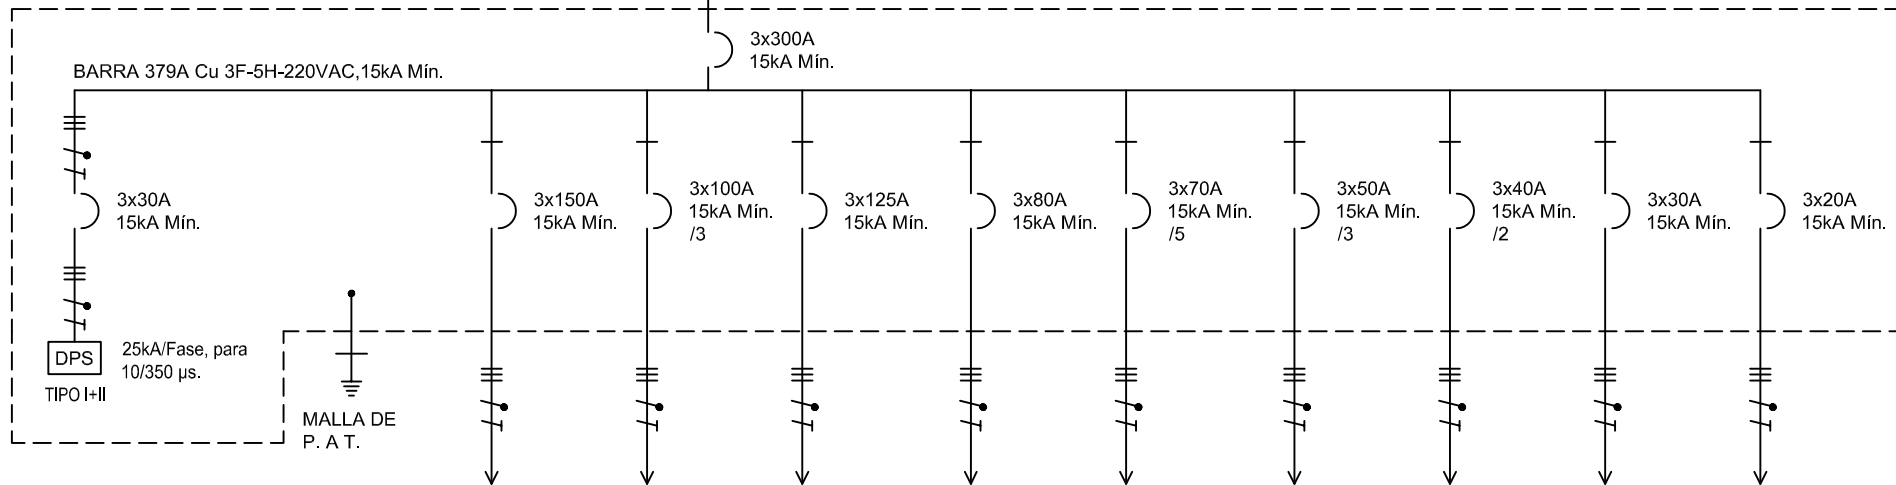 3x300A
15kA Mín.
BARRA 379A Cu 3F-5H-220VAC,15kA Mín.
3x30A
15kA Mín.
3x150A
15kA Mín.
3x100A
15kA Mín.
/3
3x125A
15kA Mín.
3x80A
15kA Mín.
3x70A
15kA Mín.
/5
3x50A
15kA Mín.
/3
3x40A
15kA Mín.
/2
3x30A
15kA Mín.
3x20A
15kA Mín.
DPS
25kA/Fase, para
10/350 µs.
TIPO I+II
MALLA DE
P. A T.